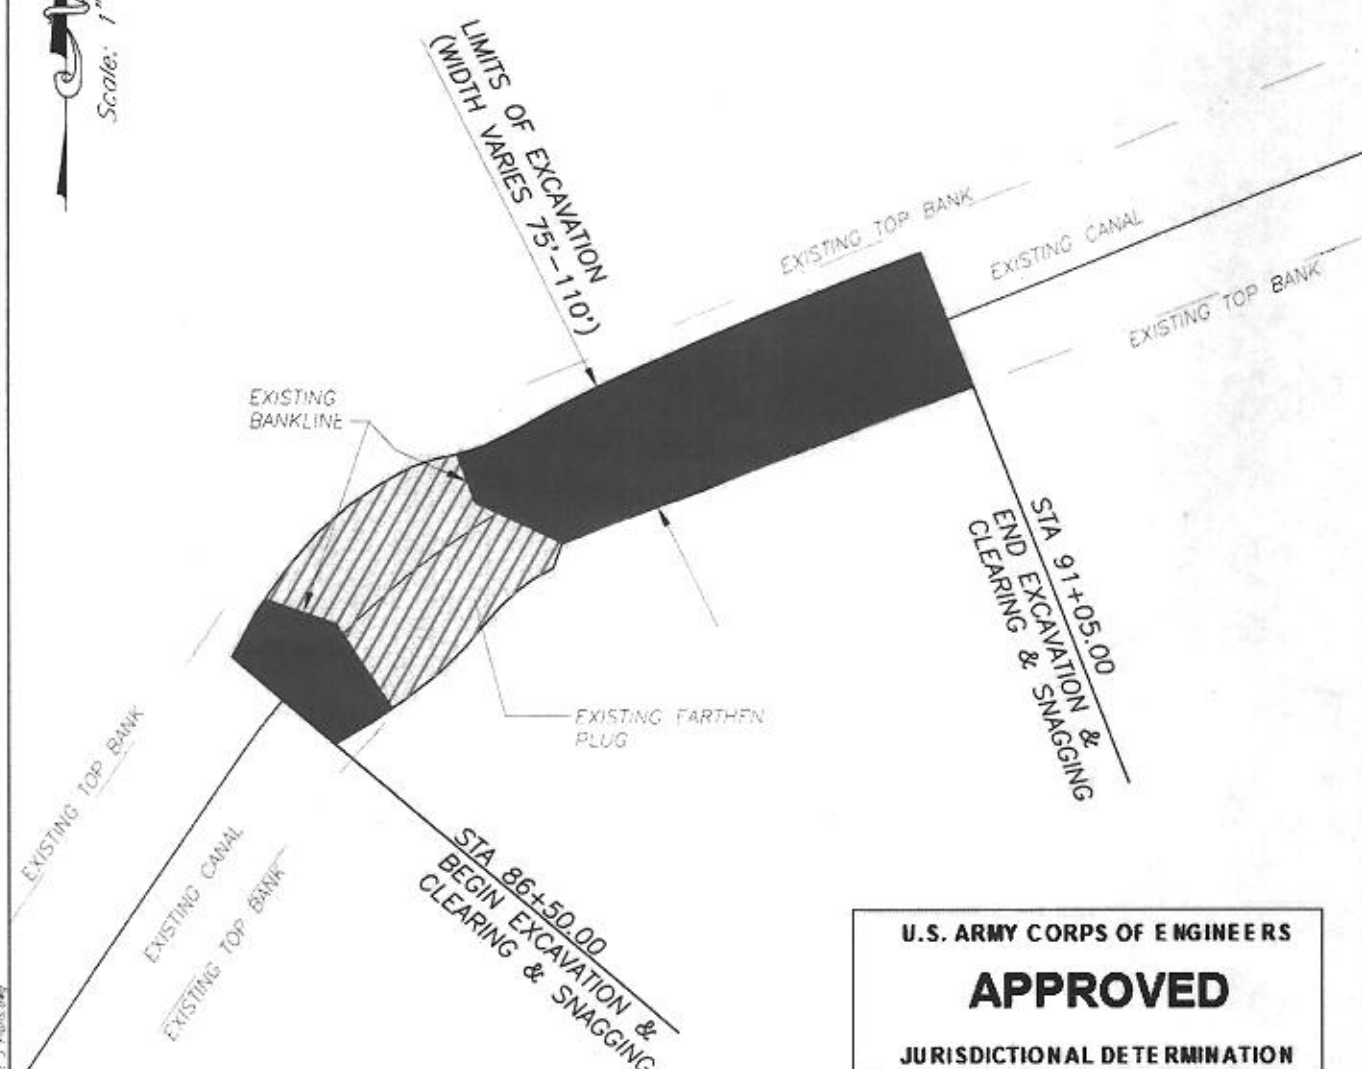 Scale: 1"
LIMITS OF EXCAVATION
(WIDTH VARIES 75'-110')
EXISTING TOP BANK
EXISTING CANAL
EXISTING TOP BANK
EXISTING
BANKLINE
STA 91+05.00
END EXCAVATION &
CLEARING & SNAGGING
EXISTING EARTHEN
PLUG
EXISTING TOP BANK
EXISTING CANAL
EXISTING TOP BANK
STA 86+50.00
BEGIN EXCAVATION &
CLEARING & SNAGGING
U.S. ARMY CORPS OF ENGINEERS
APPROVED
JURISDICTIONAL DETERMINATION